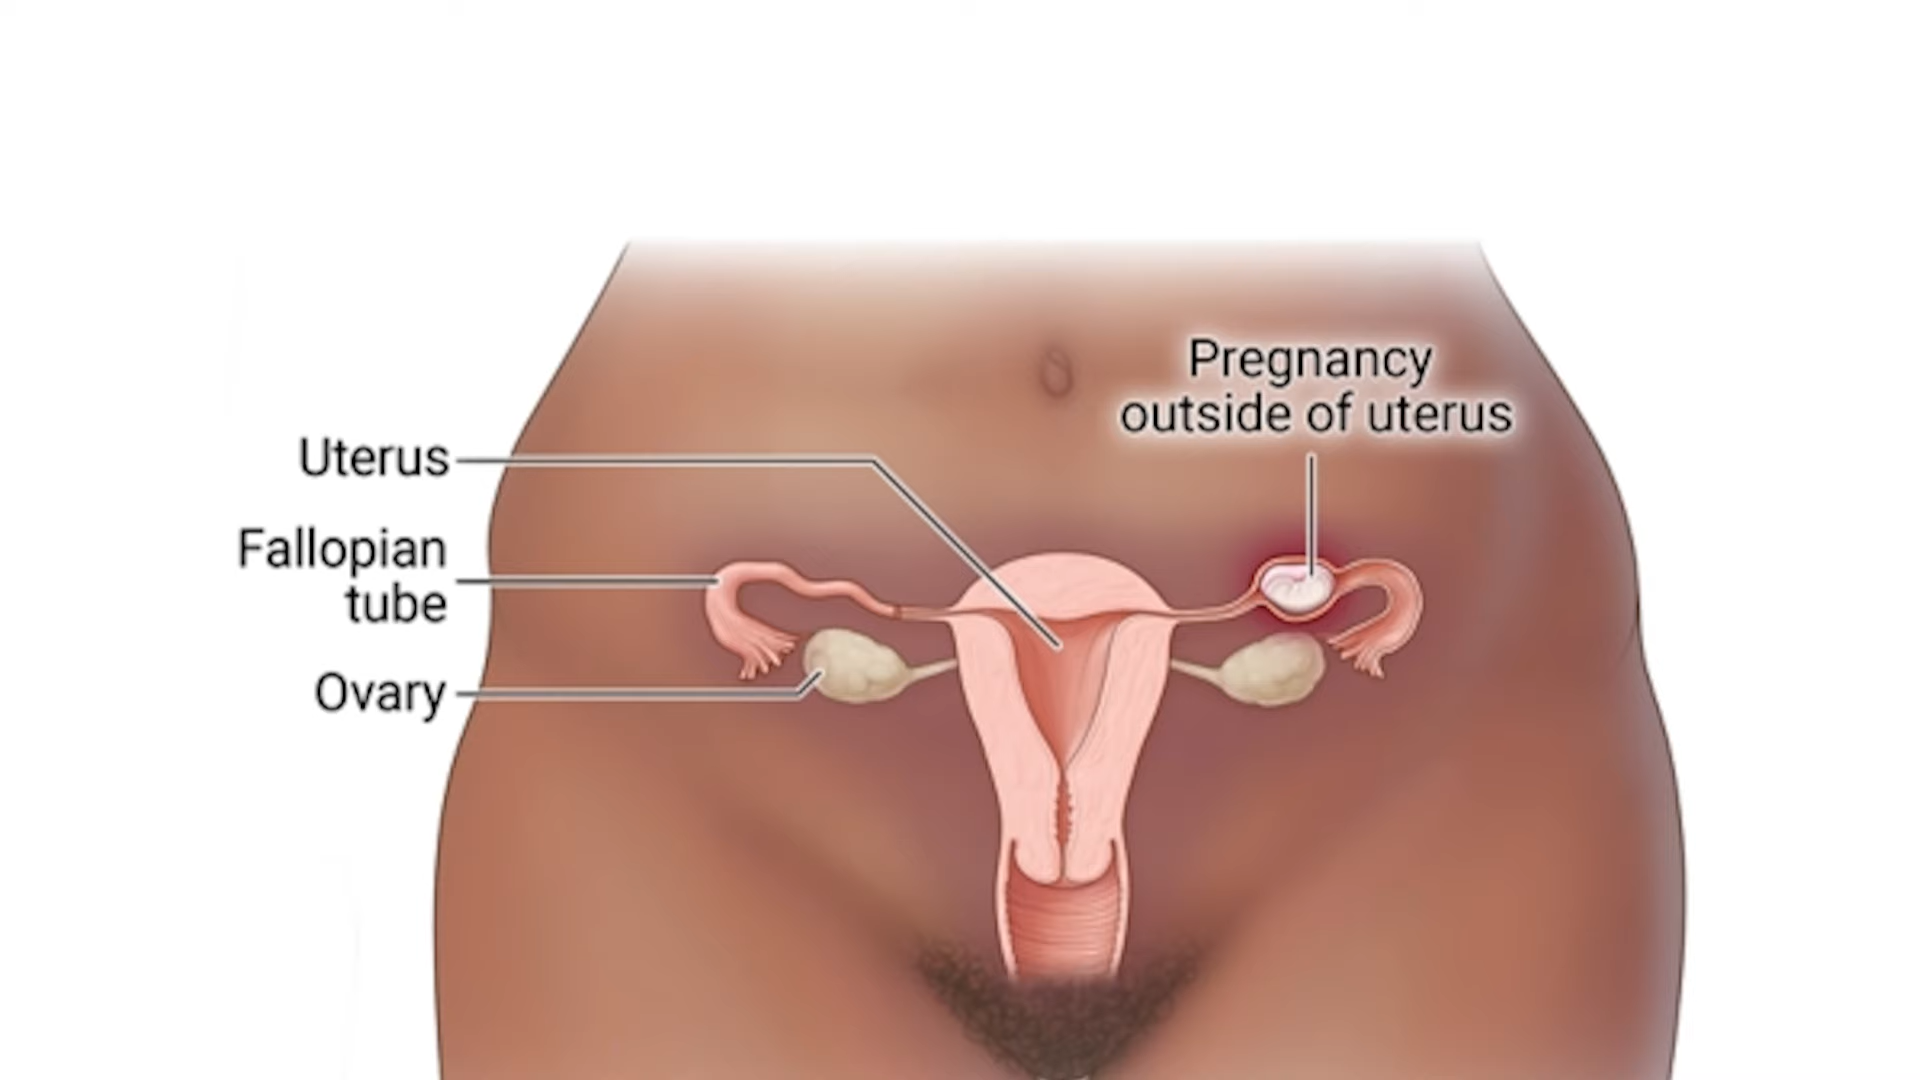 Pregnancy
outside of uterus
Uterus
Fallopian
tube
Ovary